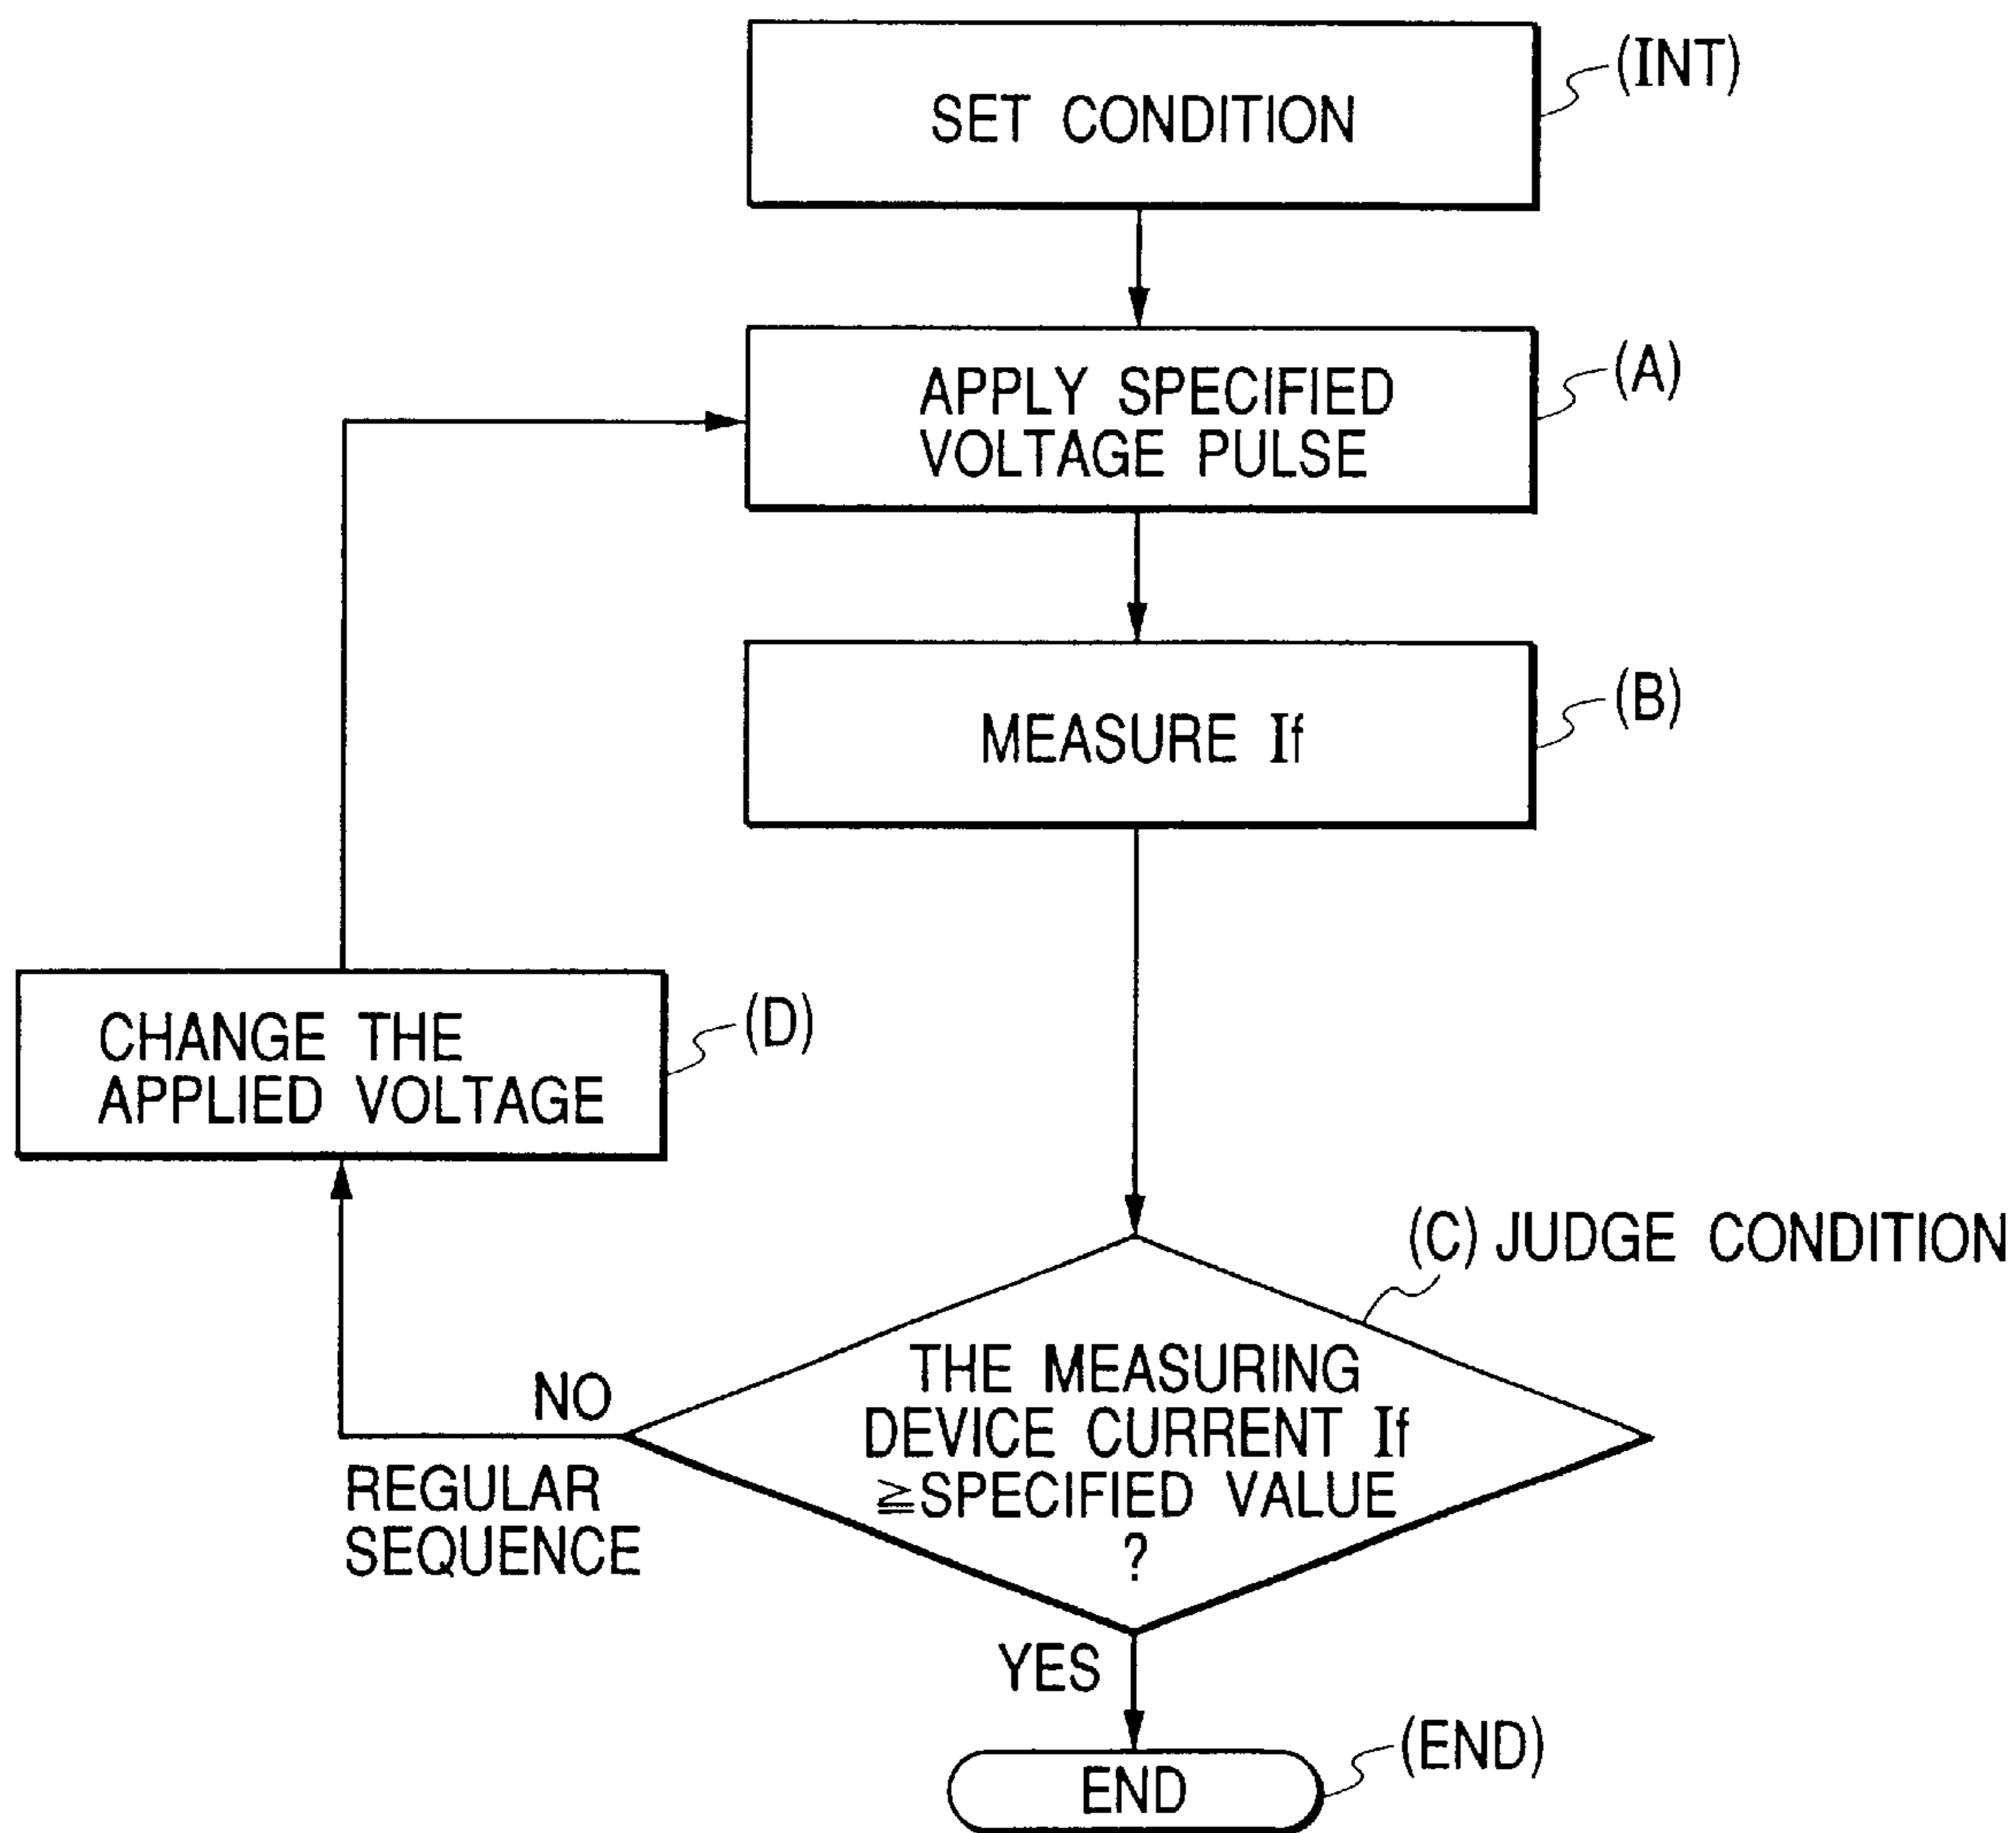 (INT)
SET CONDITION
(A)
APPLY SPECIFIED
VOLTAGE PULSE
(B)
MEASURE If
(D)
CHANGE THE
APPLIED VOLTAGE
(C) JUDGE CONDITION
THE MEASURING
DEVICE CURRENT If
≧SPECIFIED VALUE
?
NO
REGULAR
SEQUENCE
YES
(END)
END